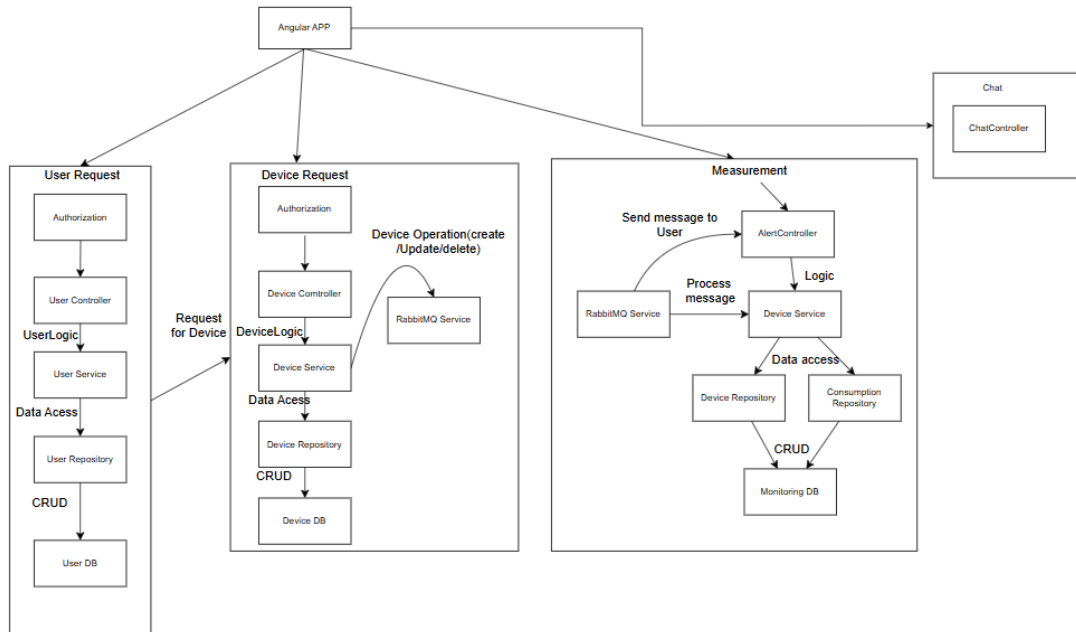 Angular APP
Chat
ChatController
User Request
Authorization
User Controller
UserLogic
User Service
Data Acess
User Repository
CRUD
User DB
Request
for Device
Device Request
Authorization
Device Operation(create
/Update/delete)
Device Comtroller
RabbitMQ Service
DeviceLogic
Device Service
Data Acess
Device Repository
CRUD
Device DB
Measurement
Send message to
User
AlertController
Logic
Process
message
RabbitMQ Service
Device Service
Data access
Device Repository
Consumption
Repository
CRUD
Monitoring DB